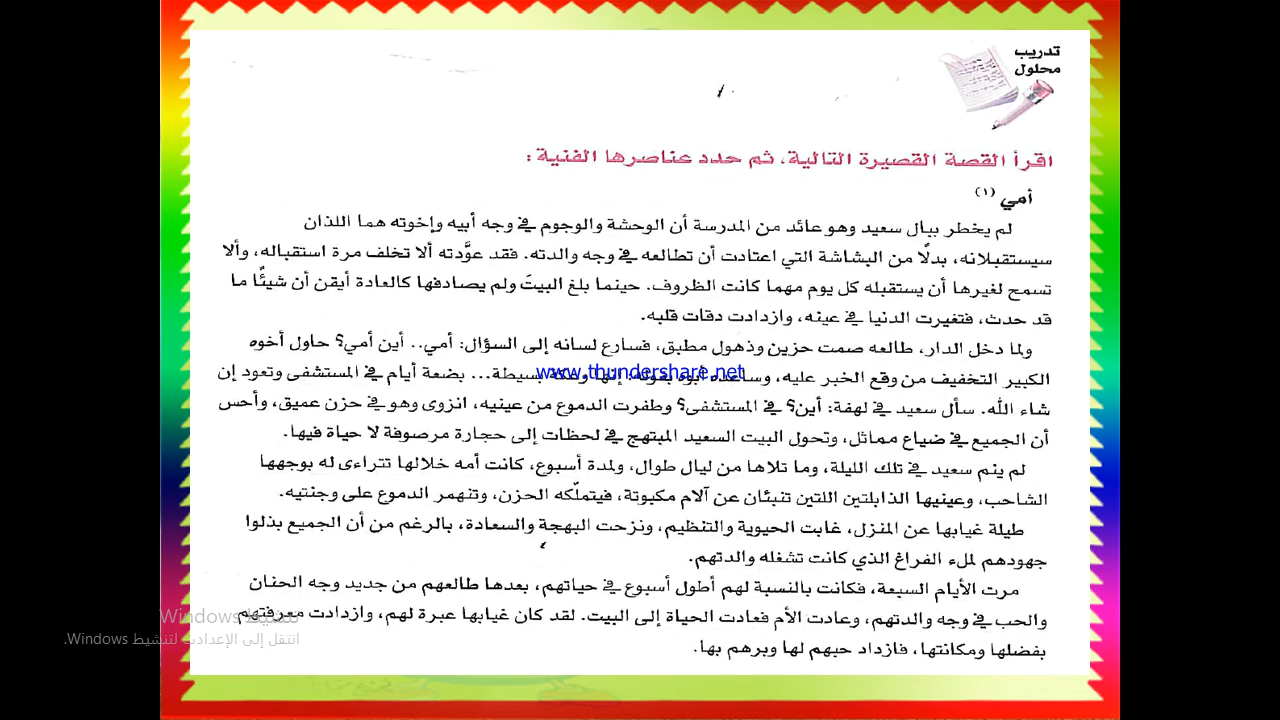 تدريب
محلول
اقرأ القصة القصيرة التالية، ثم حدد عناصرها الفنية:
أمي (١)
لم يخطر ببال سعيد وهو عائد من المدرسة أن الوحشة والوجوم في وجه أبيه وإخوته هما اللذان
سيستقبلانه، بدلًا من البشاشة التي اعتادت أن تطالعه في وجه والدته. فقد عوَّدته ألا تخلف مرة استقباله، وألا
تسمح لغيرها أن يستقبله كل يوم مهما كانت الظروف. حينما بلغ البيتَ ولم يصادفها كالعادة أيقن أن شيئًا ما
قد حدث، فتغيرت الدنيا في عينه، وازدادت دقات قلبه.
ولما دخل الدار، طالعه صمت حزين وذهول مطبق، فسارع لسانه إلى السؤال: أمي.. أين أمي؟ حاول أخوه
الكبير التخفيف من وقع الخبر عليه، وساعده أبوه بقوله: إنها وعكة بسيطة... بضعة أيام في المستشفى وتعود إن
www.thundershare.net
شاء الله. سأل سعيد في لهفة: أين؟ في المستشفى؟ وطفرت الدموع من عينيه، انزوى وهو في حزن عميق، وأحس
أن الجميع في ضياع مماثل، وتحول البيت السعيد المبتهج في لحظات إلى حجارة مرصوفة لا حياة فيها.
لم ينم سعيد في تلك الليلة، وما تلاها من ليال طوال، ولمدة أسبوع، كانت أمه خلالها تتراءى له بوجهها
الشاحب، وعينيها الذابلتين اللتين تنبئان عن آلام مكبوتة، فيتملّكه الحزن، وتنهمر الدموع على وجنتيه.
طيلة غيابها عن المنزل، غابت الحيوية والتنظيم، ونزحت البهجة والسعادة، بالرغم من أن الجميع بذلوا
جهودهم لملء الفراغ الذي كانت تشغله والدتهم.
مرت الأيام السبعة، فكانت بالنسبة لهم أطول أسبوع في حياتهم، بعدها طالعهم من جديد وجه الحنان
والحب في وجه والدتهم، وعادت الأم فعادت الحياة إلى البيت. لقد كان غيابها عبرة لهم، وازدادت معرفتهم
بفضلها ومكانتها، فازداد حبهم لها وبرهم بها.
تنشيط Windows
انتقل إلى الإعدادات لتنشيط Windows.